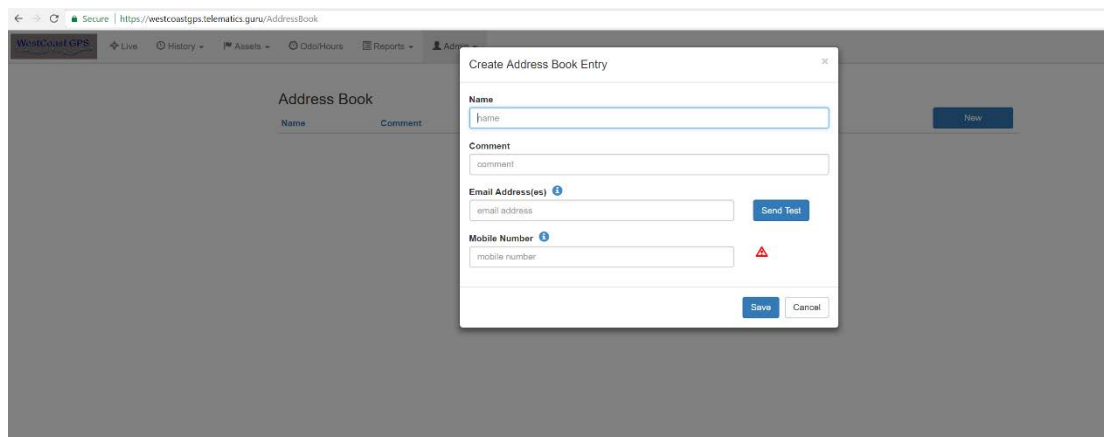 Secure | https://westcoastgps.telematics.guru/AddressBook
WestCoast GPS Live History Assets Odo/Hours Reports Admin
Create Address Book Entry ×
Address Book
Name Comment
New
Name
name
Comment
comment
Email Address(es)
email address
Send Test
Mobile Number
mobile number
Save Cancel